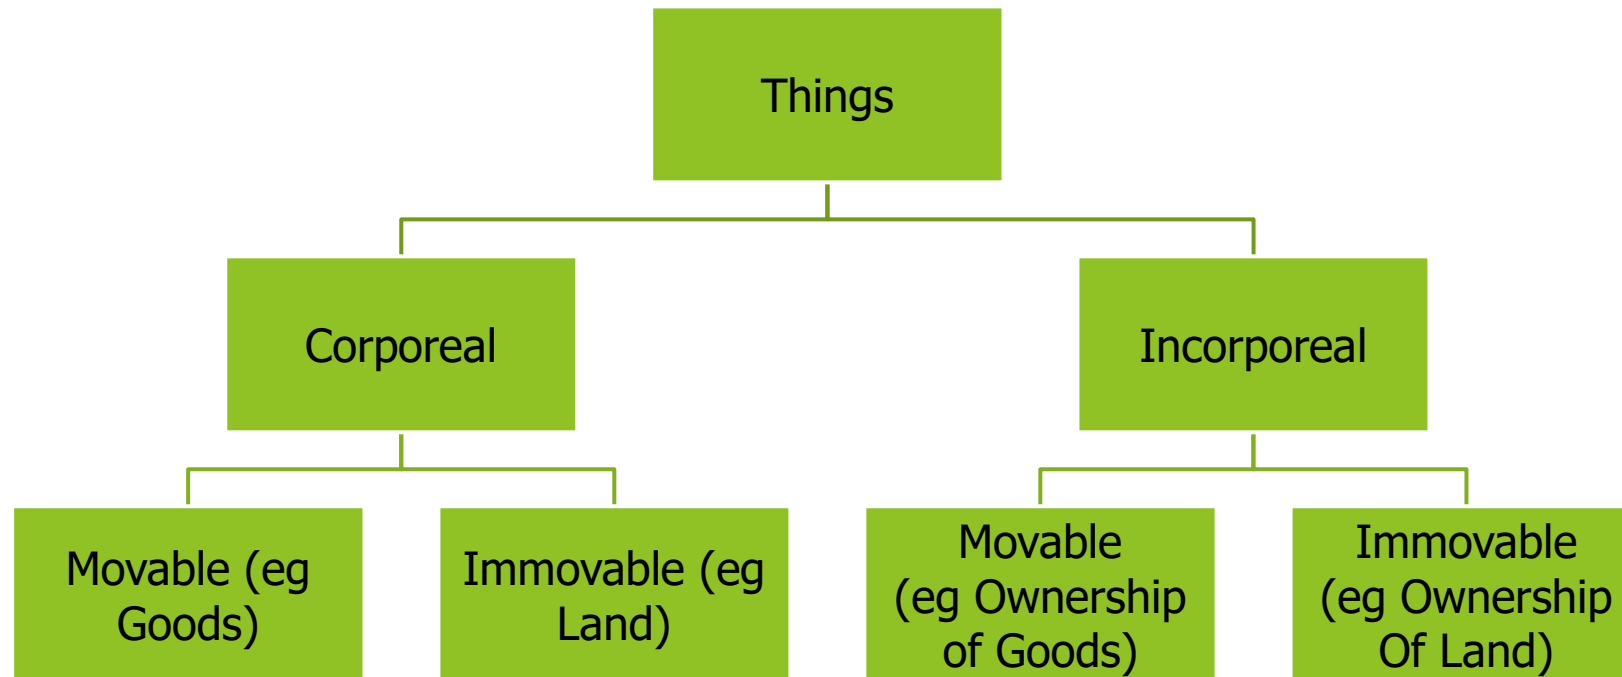 Things
Corporeal
Incorporeal
Movable (eg
Goods)
Immovable (eg
Land)
Movable
(eg Ownership
of Goods)
Immovable
(eg Ownership
Of Land)